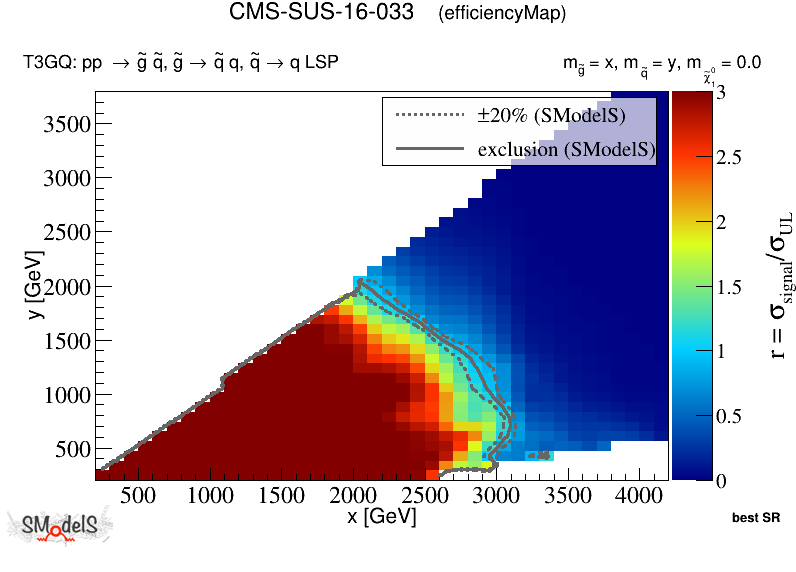 CMS-SUS-16-033 (efficiencyMap)
T3GQ: pp → g̃ q̃, g̃ → q̃ q, q̃ → q LSP
m_g̃ = x, m_q̃ = y, m_χ̃₁⁰ = 0.0
±20% (SModelS)
exclusion (SModelS)
3500
3000
2500
2000
1500
1000
500
y [GeV]
500 1000 1500 2000 2500 3000 3500 4000
x [GeV]
3
2.5
2
1.5
1
0.5
0
r = σ_signal/σ_UL
best SR
SModelS